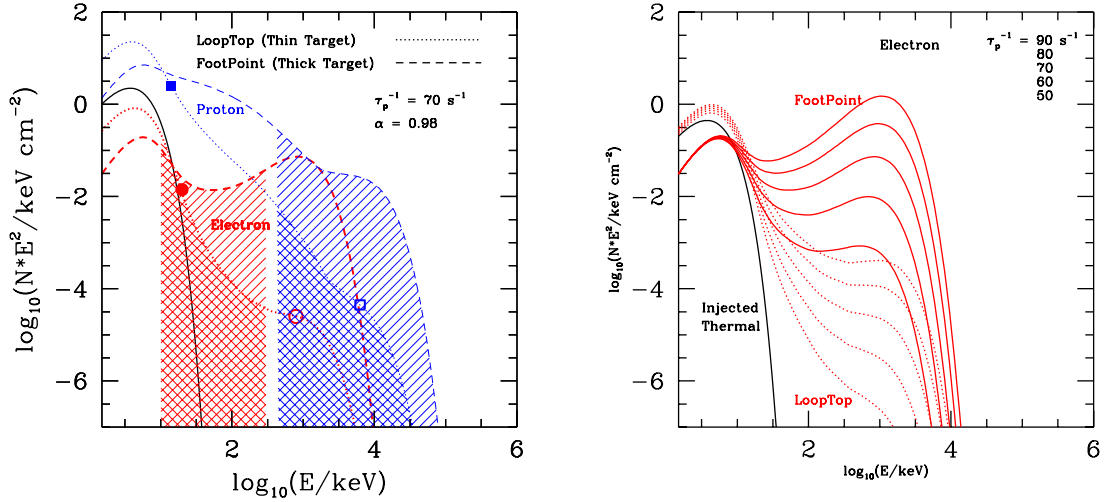 2
0
−2
−4
−6
log10(N*E²/keV cm⁻²)
LoopTop (Thin Target)
FootPoint (Thick Target)
τp⁻¹ = 70 s⁻¹
α = 0.98
Proton
Electron
2
4
6
log10(E/keV)
2
0
−2
−4
−6
log10(N*E²/keV cm⁻²)
Electron
τp⁻¹ = 90 s⁻¹
80
70
60
50
FootPoint
Injected
Thermal
LoopTop
2
4
6
log10(E/keV)